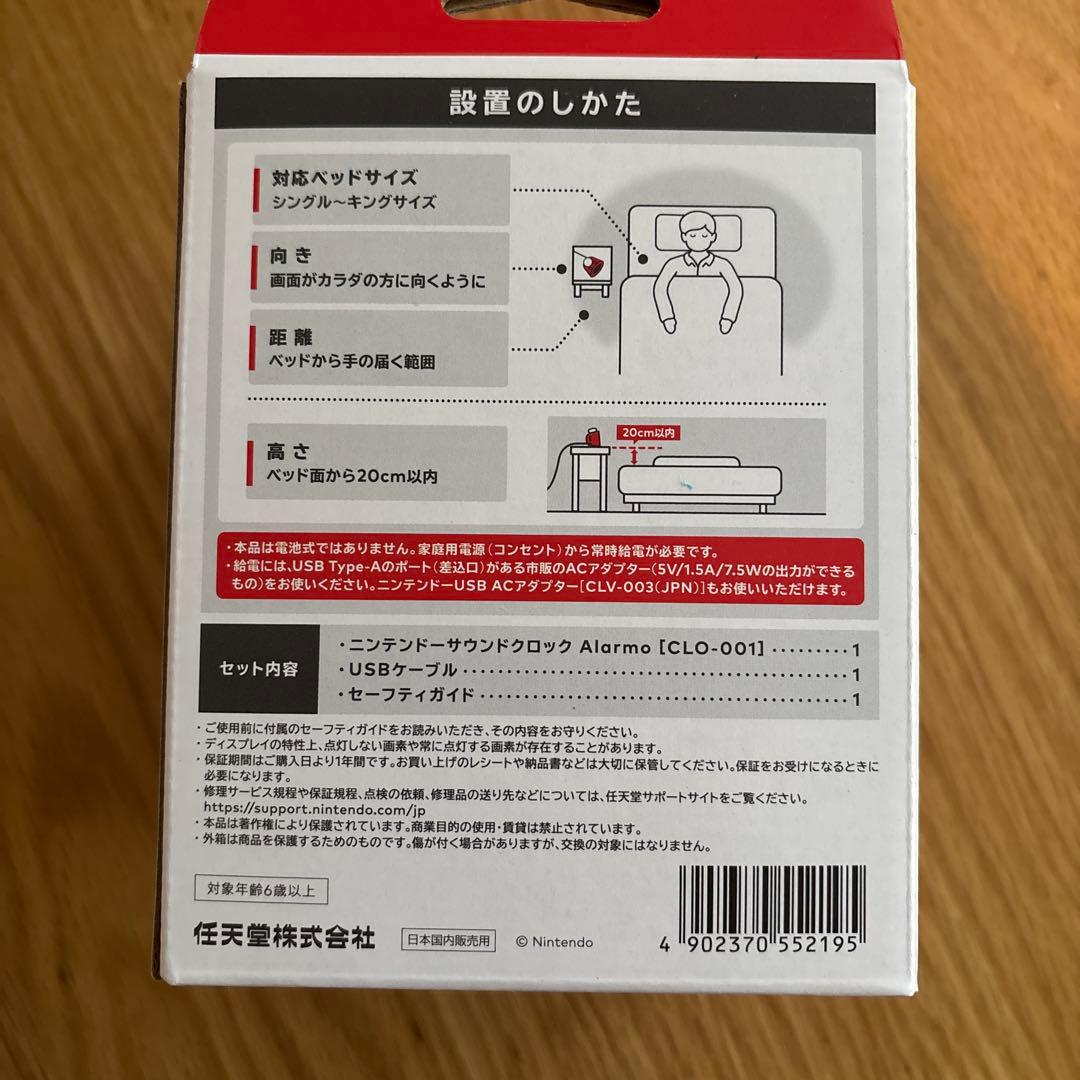 設置のしかた
対応ベッドサイズ
シングル～キングサイズ
向き
画面がカラダの方に向くように
距離
ベッドから手の届く範囲
高さ
ベッド面から20cm以内
20cm以内
・本品は電池式ではありません。家庭用電源（コンセント）から常時給電が必要です。
・給電には、USB Type-Aのポート（差込口）がある市販のACアダプター（5V/1.5A/7.5Wの出力ができる
もの）をお使いください。ニンテンドーUSB ACアダプター[CLV-003（JPN）]もお使いいただけます。
セット内容
・ニンテンドーサウンドクロック Alarmo [CLO-001] ········· 1
・USBケーブル ········· 1
・セーフティガイド ········· 1
・ご使用前に付属のセーフティガイドをお読みいただき、その内容をお守りください。
・ディスプレイの特性上、点灯しない画素や常に点灯する画素が存在することがあります。
・保証期間はご購入日より1年間です。お買い上げのレシートや納品書などは大切に保管してください。保証をお受けになるときに
必要になります。
・修理サービス規程や保証規程、点検の依頼、修理品の送り先などについては、任天堂サポートサイトをご覧ください。
https://support.nintendo.com/jp
・本品は著作権により保護されています。商業目的の使用・賃貸は禁止されています。
・外箱は商品を保護するためのものです。傷が付く場合がありますが、交換の対象にはなりません。
対象年齢6歳以上
任天堂株式会社
日本国内販売用
© Nintendo
4 902370 552195